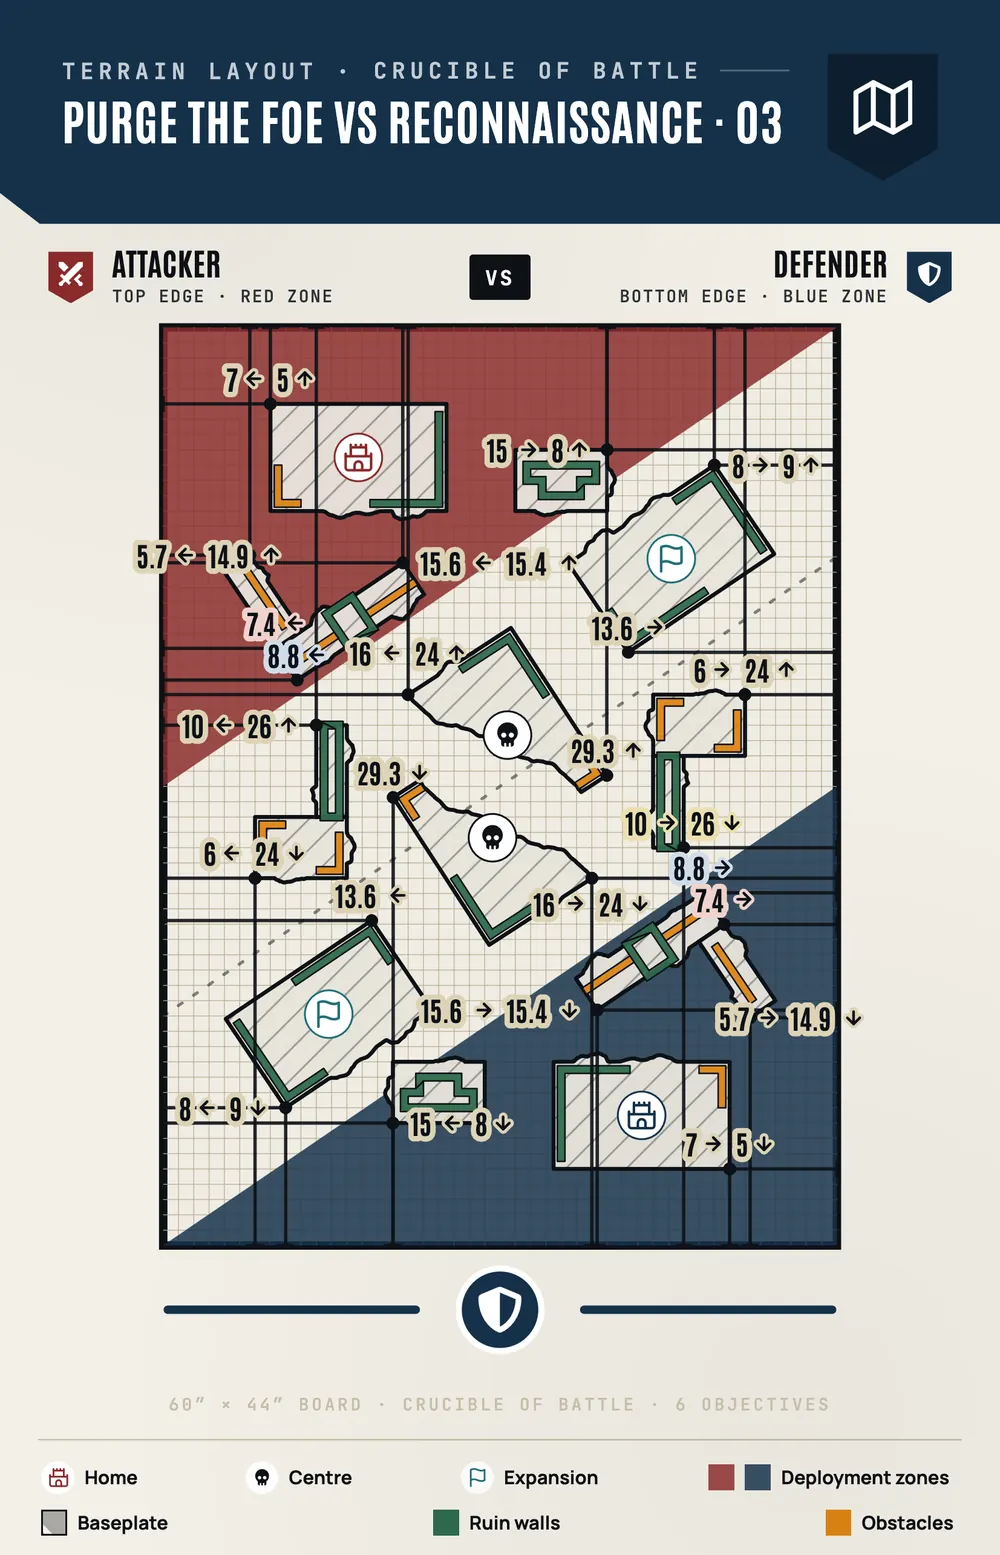 TERRAIN LAYOUT · CRUCIBLE OF BATTLE
PURGE THE FOE VS RECONNAISSANCE · 03
ATTACKER
TOP EDGE · RED ZONE
VS
DEFENDER
BOTTOM EDGE · BLUE ZONE
7 ← 5 ↑
15 → 8 ↑
8 → 9 ↑
5.7 ← 14.9 ↑
15.6 ← 15.4 ↑
7.4 ←
13.6 →
8.8 ←
16 ← 24 ↑
6 → 24 ↑
10 ← 26 ↑
29.3 ↑
29.3 ↓
10 → 26 ↓
6 ← 24 ↓
8.8 →
13.6 ←
7.4 →
16 → 24 ↓
15.6 → 15.4 ↓
5.7 → 14.9 ↓
8 ← 9 ↓
15 ← 8 ↓
7 → 5 ↓
60″ × 44″ BOARD · CRUCIBLE OF BATTLE · 6 OBJECTIVES
Home
Centre
Expansion
Deployment zones
Baseplate
Ruin walls
Obstacles